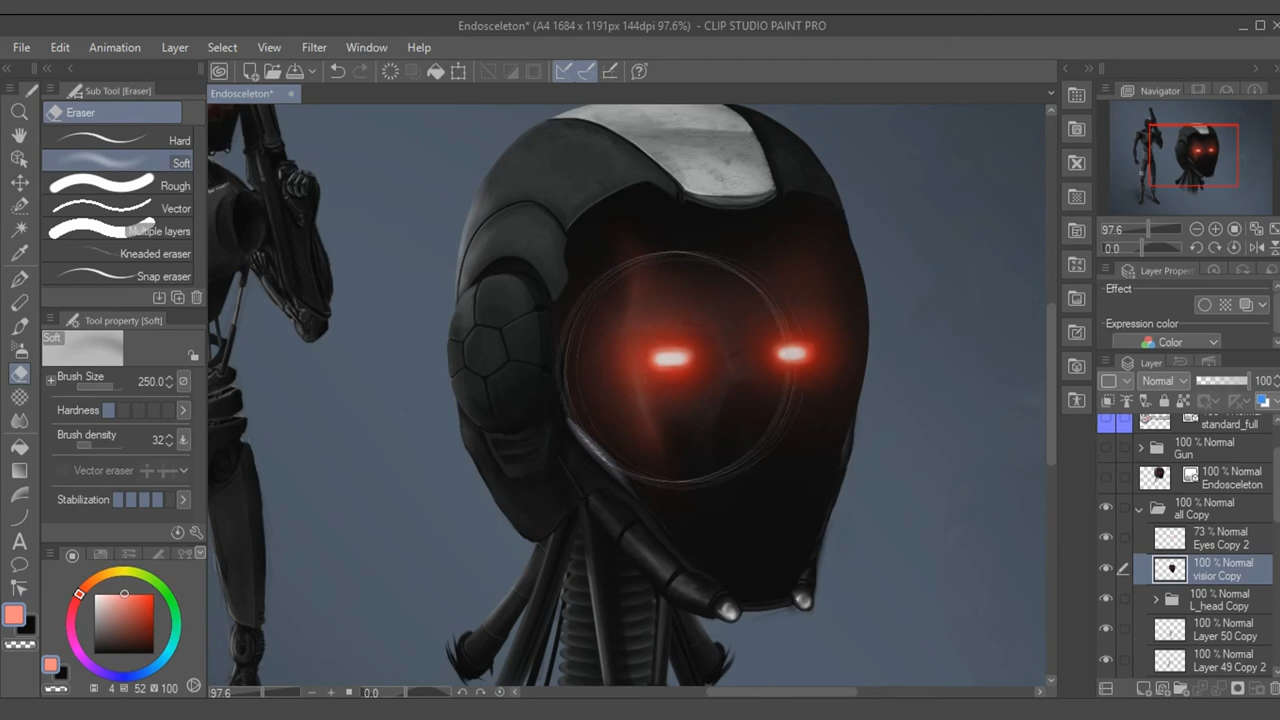 Endosceleton* (A4 1684 x 1191px 144dpi 97.6%) - CLIP STUDIO PAINT PRO
File Edit Animation Layer Select View Filter Window Help
Sub Tool [Eraser]
Eraser
Hard
Soft
Rough
Vector
Multiple layers
Kneaded eraser
Snap eraser
Tool property [Soft]
Soft
Brush Size 250.0
Hardness
Brush density 32
Vector eraser
Stabilization
4 52 100
Endosceleton*
97.6 0.0
Navigator
97.6
0.0
Layer Propert
Effect
Expression color
Color
Layer
Normal 100
standard_full
100 % Normal
Gun
100 % Normal
Endosceleton
100 % Normal
all Copy
73 % Normal
Eyes Copy 2
100 % Normal
visior Copy
100 % Normal
L_head Copy
100 % Normal
Layer 50 Copy
100 % Normal
Layer 49 Copy 2